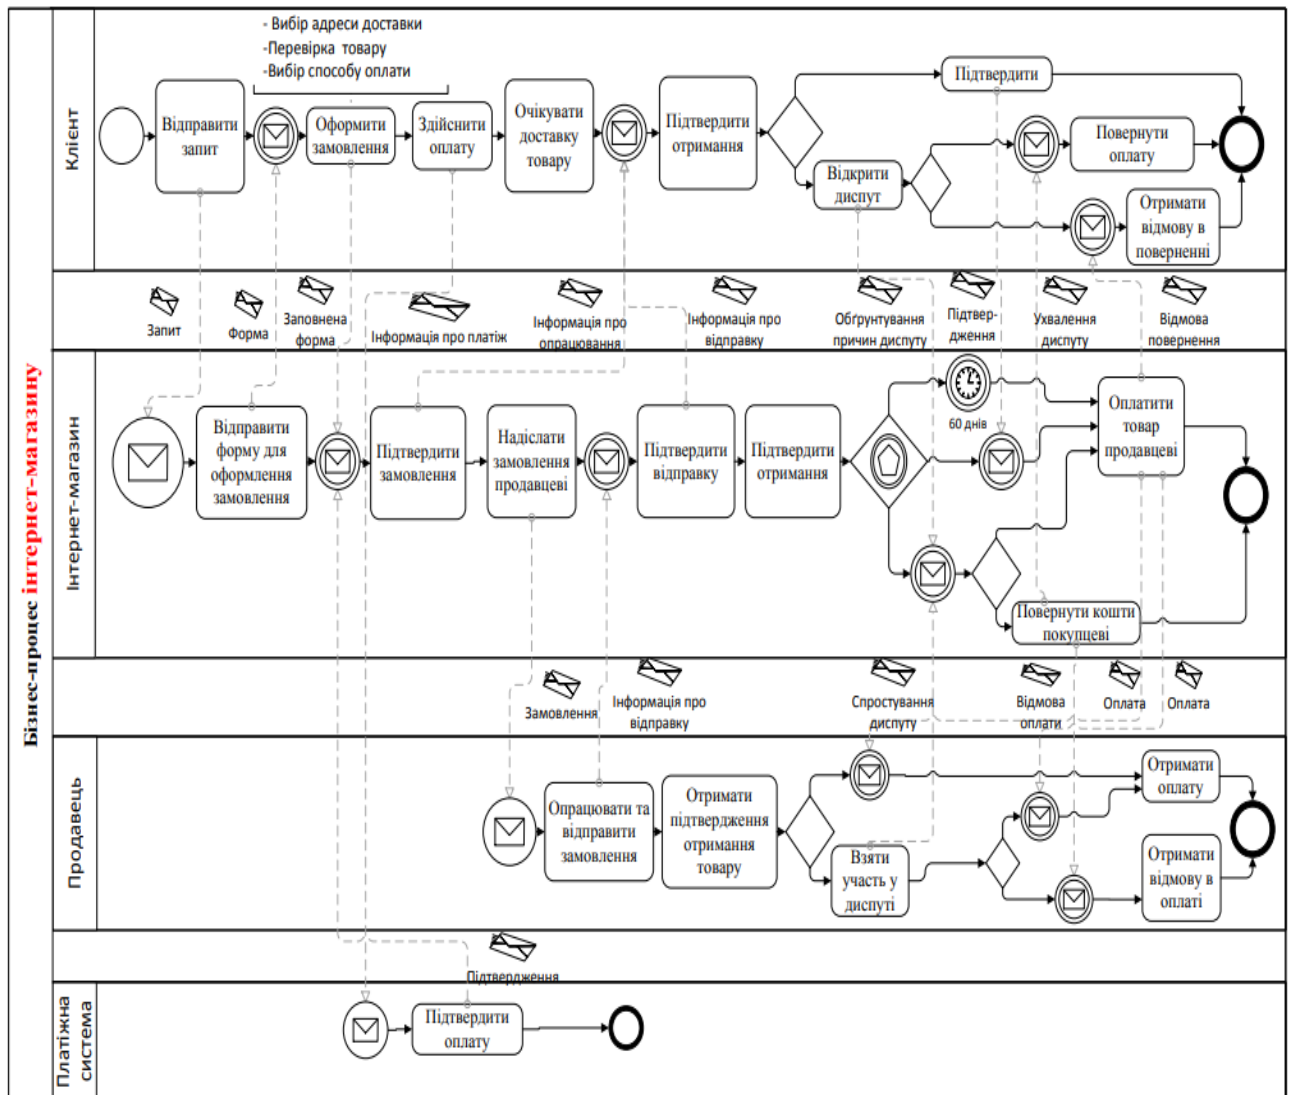 Бізнес-процес інтернет-магазину
Клієнт
- Вибір адреси доставки
-Перевірка товару
-Вибір способу оплати
Відправити
запит
Оформити
замовлення
Здійснити
оплату
Очікувати
доставку
товару
Підтвердити
отримання
Підтвердити
Відкрити
диспут
Повернути
оплату
Отримати
відмову в
поверненні
Запит
Форма
Заповнена
форма
Інформація про платіж
Інформація про
опрацювання
Інформація про
відправку
Обґрунтування
причин диспуту
Підтвер-
дження
Ухвалення
диспуту
Відмова
повернення
Інтернет-магазин
Відправити
форму для
оформлення
замовлення
Підтвердити
замовлення
Надіслати
замовлення
продавцеві
Підтвердити
відправку
Підтвердити
отримання
60 днів
Оплатити
товар
продавцеві
Повернути кошти
покупцеві
Замовлення
Інформація про
відправку
Спростування
диспуту
Відмова
оплати
Оплата
Оплата
Продавець
Опрацювати та
відправити
замовлення
Отримати
підтвердження
отримання
товару
Взяти
участь у
диспуті
Отримати
оплату
Отримати
відмову в
оплаті
Підтвердження
Платіжна
система
Підтвердити
оплату